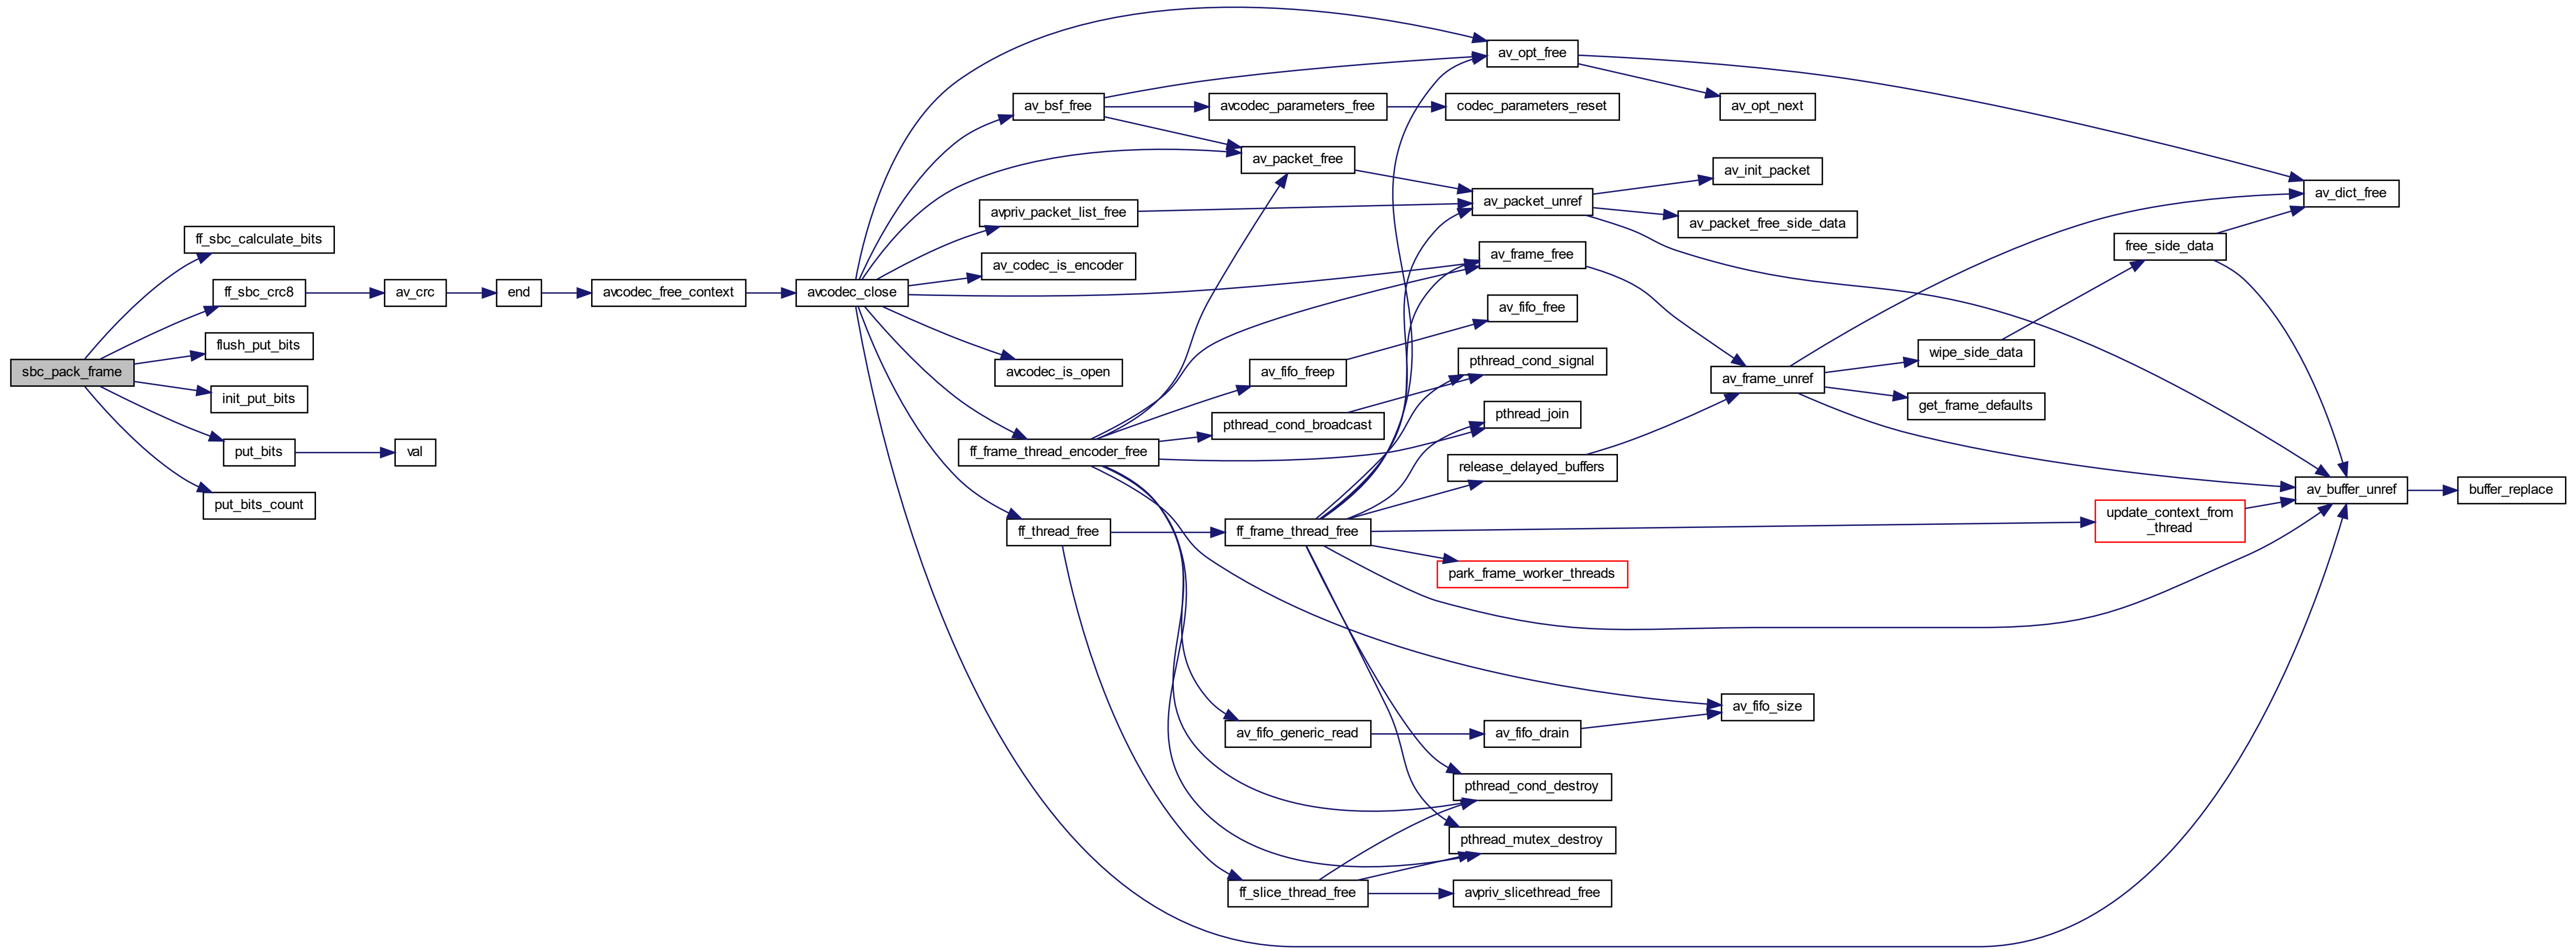 sbc_pack_frame
ff_sbc_calculate_bits
ff_sbc_crc8
flush_put_bits
init_put_bits
put_bits
put_bits_count
av_crc
val
end
avcodec_free_context
avcodec_close
av_bsf_free
avpriv_packet_list_free
av_codec_is_encoder
avcodec_is_open
ff_frame_thread_encoder_free
ff_thread_free
avcodec_parameters_free
av_packet_free
av_fifo_freep
pthread_cond_broadcast
ff_frame_thread_free
av_fifo_generic_read
ff_slice_thread_free
av_opt_free
codec_parameters_reset
av_packet_unref
av_frame_free
av_fifo_free
pthread_cond_signal
pthread_join
release_delayed_buffers
park_frame_worker_threads
av_fifo_drain
pthread_cond_destroy
pthread_mutex_destroy
avpriv_slicethread_free
av_opt_next
av_init_packet
av_packet_free_side_data
av_frame_unref
av_fifo_size
wipe_side_data
get_frame_defaults
free_side_data
update_context_from
_thread
av_dict_free
av_buffer_unref
buffer_replace